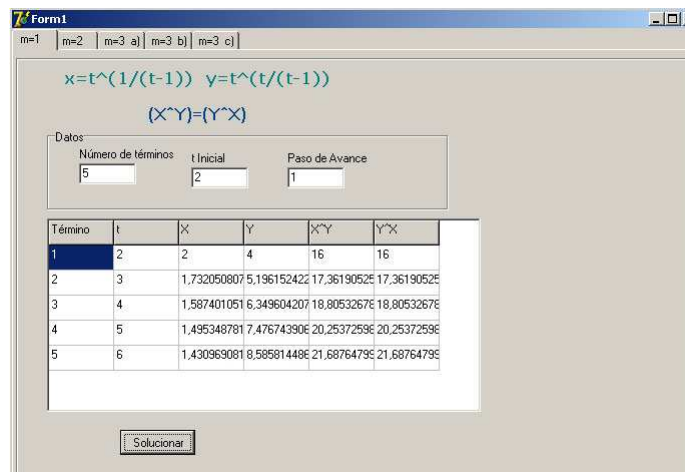 Form1
m=1 m=2 m=3 a) m=3 b) m=3 c)
x=t^(1/(t-1)) y=t^(t/(t-1))
(X^Y)=(Y^X)
Datos
Número de términos t Inicial Paso de Avance
5 2 1
Término t X Y X^Y Y^X
1 2 2 4 16 16
2 3 1,732050807 5,196152422 17,36190525 17,36190525
3 4 1,587401051 6,349604207 18,80532678 18,80532678
4 5 1,495348781 7,476743906 20,25372598 20,25372598
5 6 1,430969081 8,585814486 21,68764799 21,68764799
Solucionar